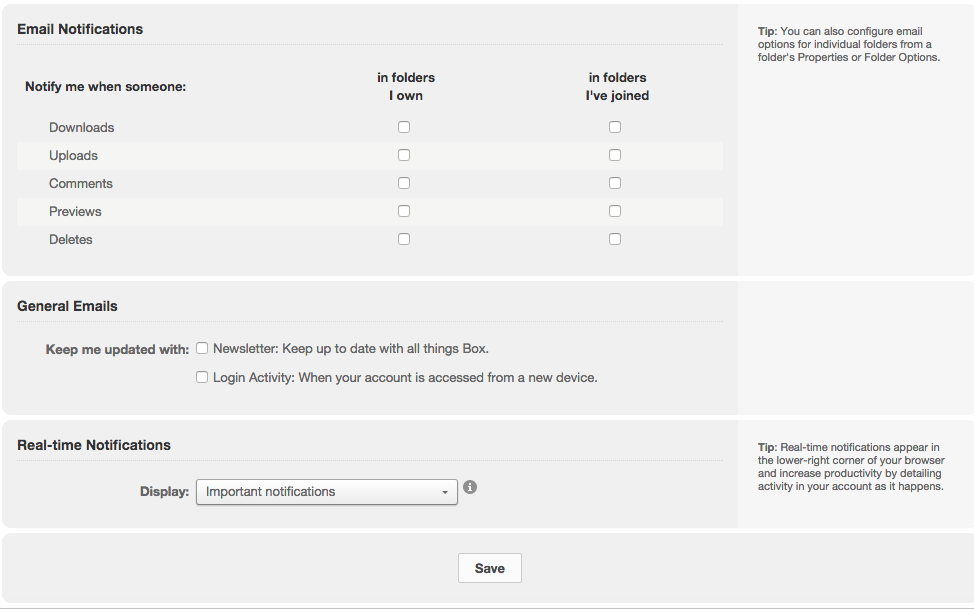 Email Notifications
Tip: You can also configure email
options for individual folders from a
folder's Properties or Folder Options.
Notify me when someone:
in folders
I own
in folders
I've joined
Downloads
Uploads
Comments
Previews
Deletes
General Emails
Keep me updated with: Newsletter: Keep up to date with all things Box.
Login Activity: When your account is accessed from a new device.
Real-time Notifications
Tip: Real-time notifications appear in
the lower-right corner of your browser
and increase productivity by detailing
activity in your account as it happens.
Display: Important notifications
Save